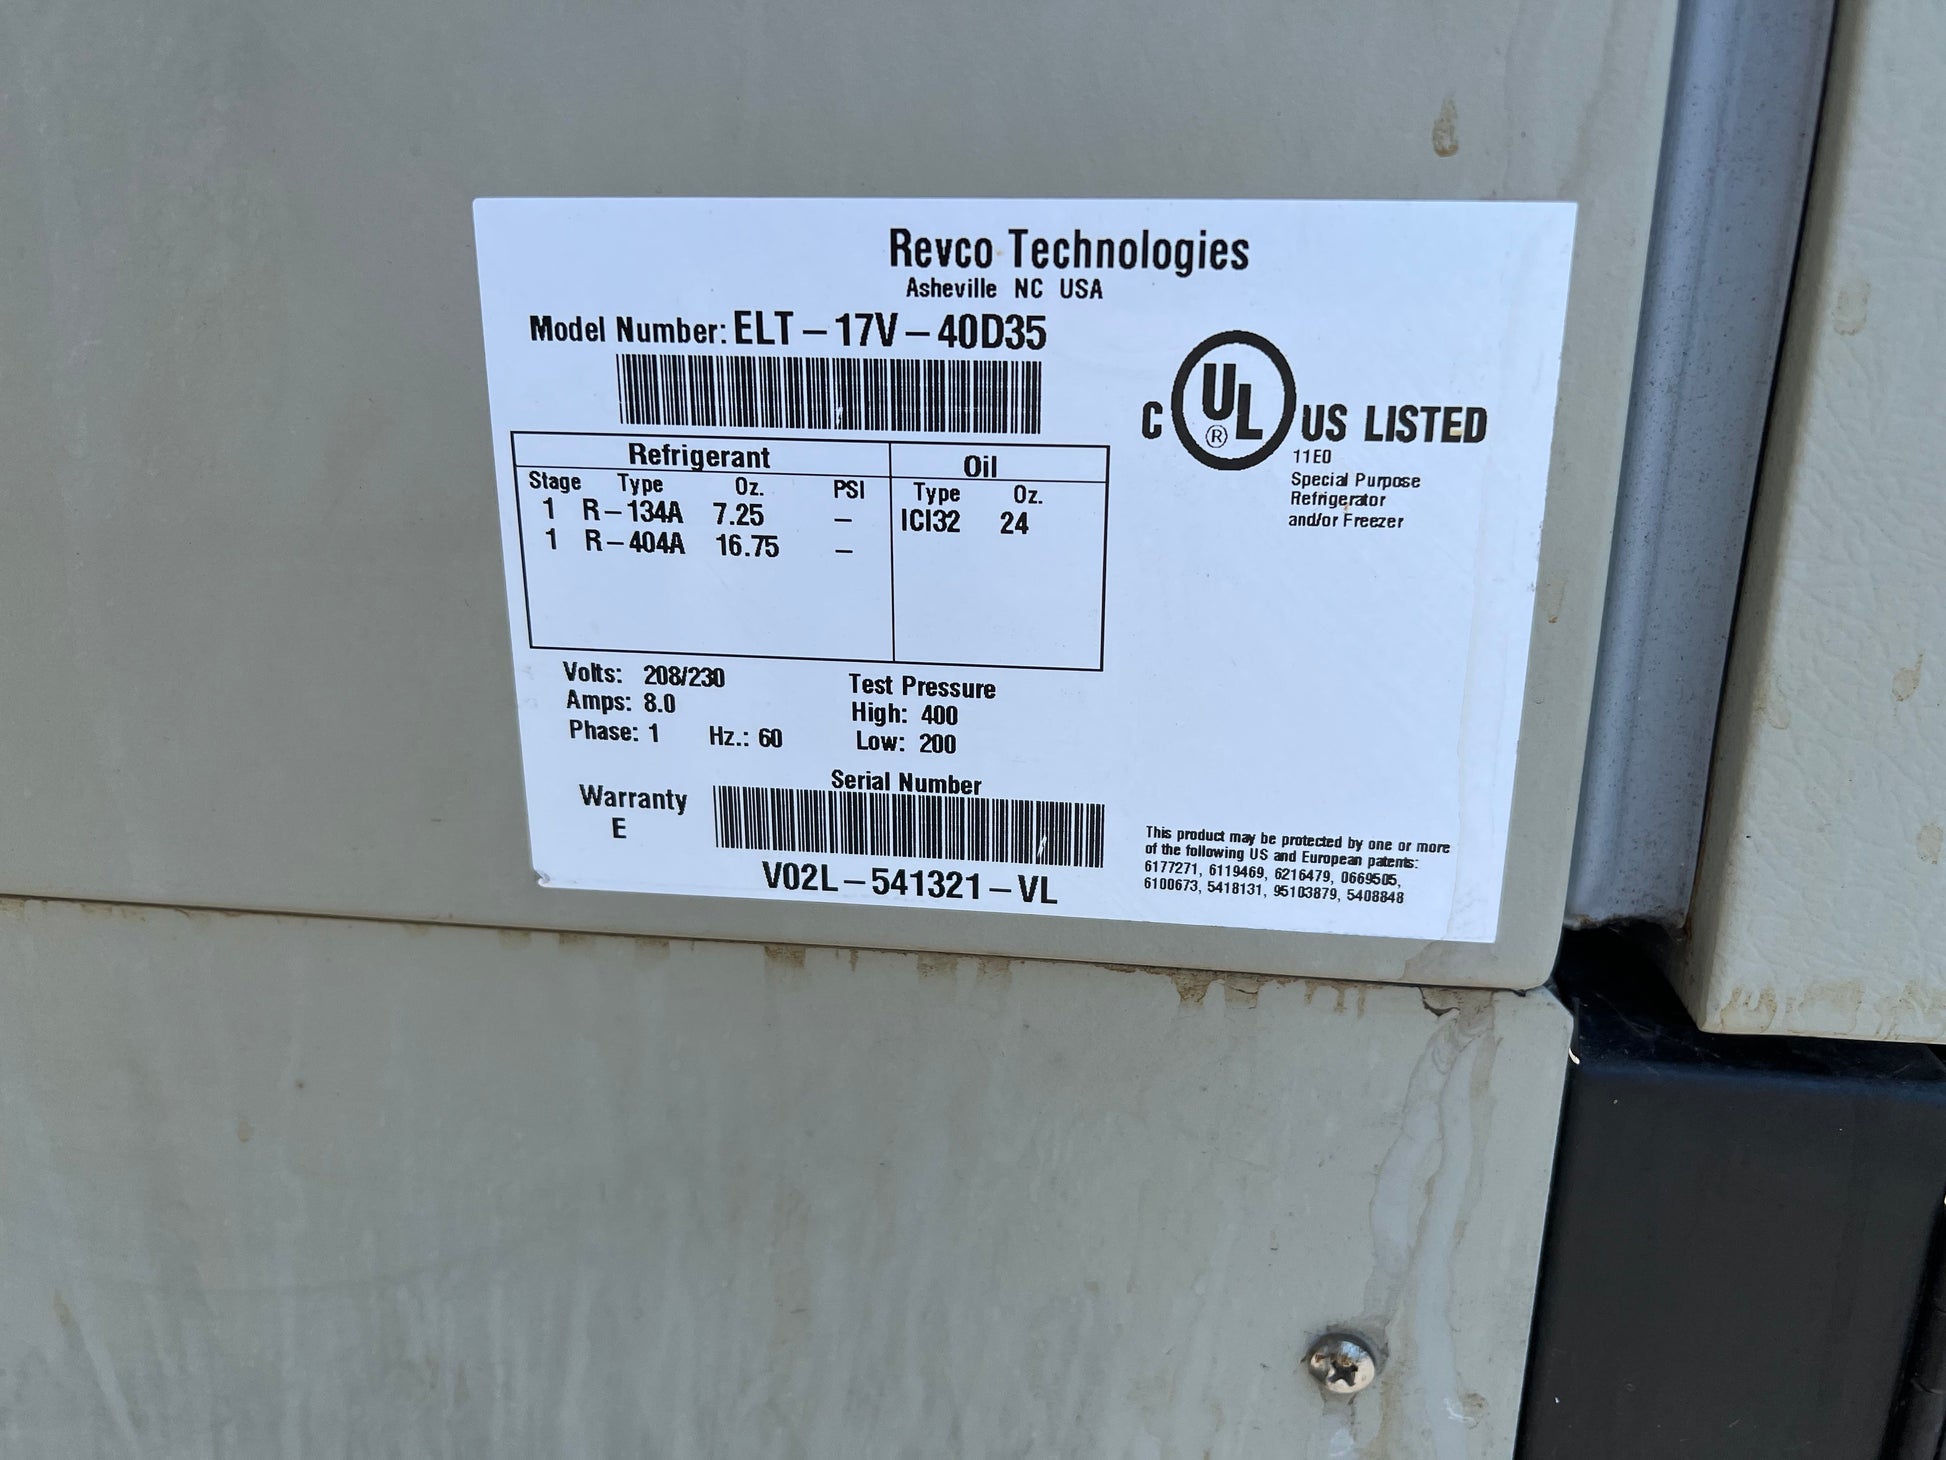 Revco Technologies
Asheville NC USA
Model Number: ELT-17V-40D35
C UL® US LISTED
11E0
Special Purpose
Refrigerator
and/or Freezer
Refrigerant Oil
Stage Type Oz. PSI Type Oz.
1 R-134A 7.25 - ICI32 24
1 R-404A 16.75 -
Volts: 208/230
Amps: 8.0
Phase: 1 Hz.: 60
Test Pressure
High: 400
Low: 200
Warranty
E
Serial Number
V02L-541321-VL
This product may be protected by one or more
of the following US and European patents:
6177271, 6119469, 6216479, 0669505,
6100673, 5418131, 95103879, 5408848